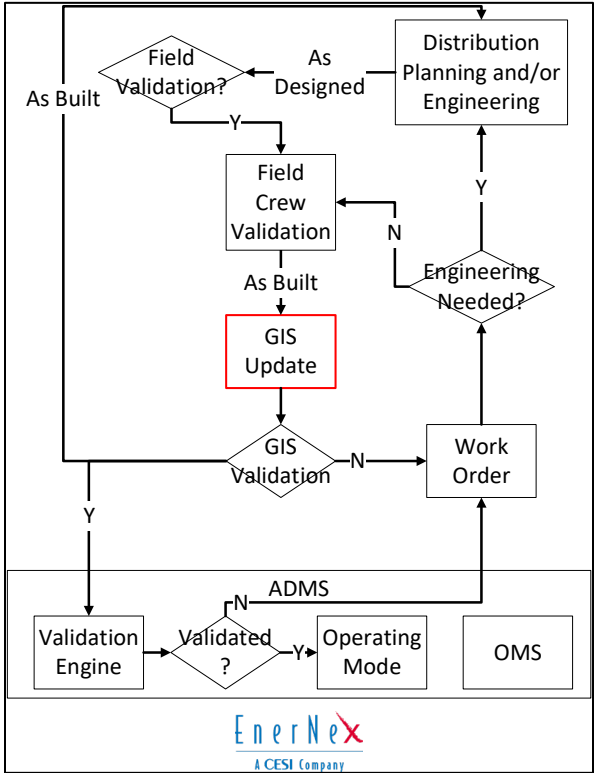 Field
Validation?
As
Designed
Distribution
Planning and/or
Engineering
As Built
Y
Field
Crew
Validation
N
Y
Engineering
Needed?
As Built
GIS
Update
GIS
Validation
N
Work
Order
Y
ADMS
N
Validation
Engine
Validated
?
Y
Operating
Mode
OMS
EnerNex
A CESI Company